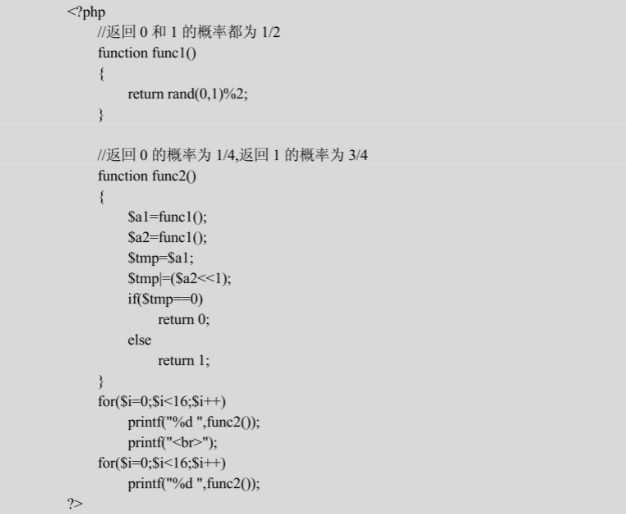 <?php
//返回 0 和 1 的概率都为 1/2
function func1()
{
return rand(0,1)%2;
}
//返回 0 的概率为 1/4,返回 1 的概率为 3/4
function func2()
{
$a1=func1();
$a2=func1();
$tmp=$a1;
$tmp|=($a2<<1);
if($tmp==0)
return 0;
else
return 1;
}
for($i=0;$i<16;$i++)
printf("%d ",func2());
printf("<br>");
for($i=0;$i<16;$i++)
printf("%d ",func2());
?>